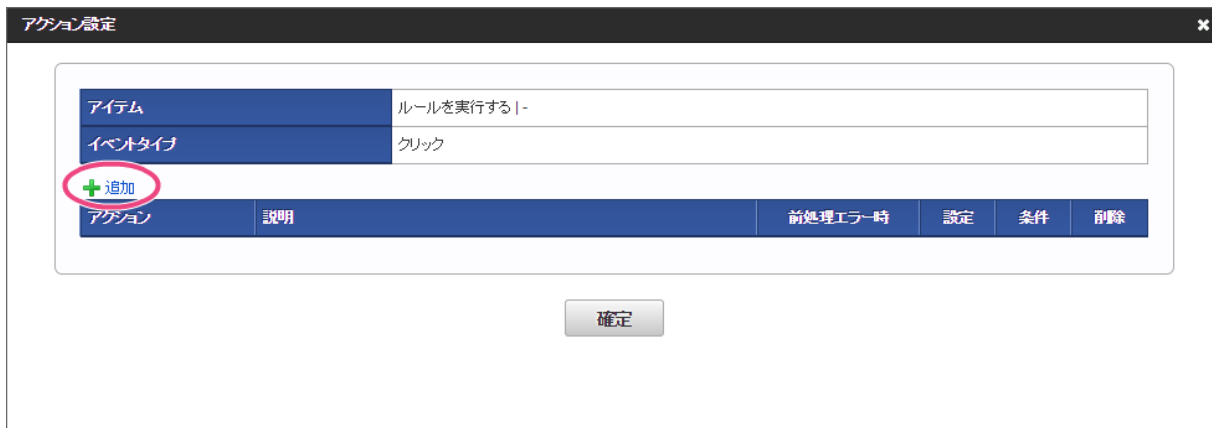 アクション設定
アイテム ルールを実行する | -
イベントタイプ クリック
追加
アクション 説明 前処理エラー時 設定 条件 削除
確定